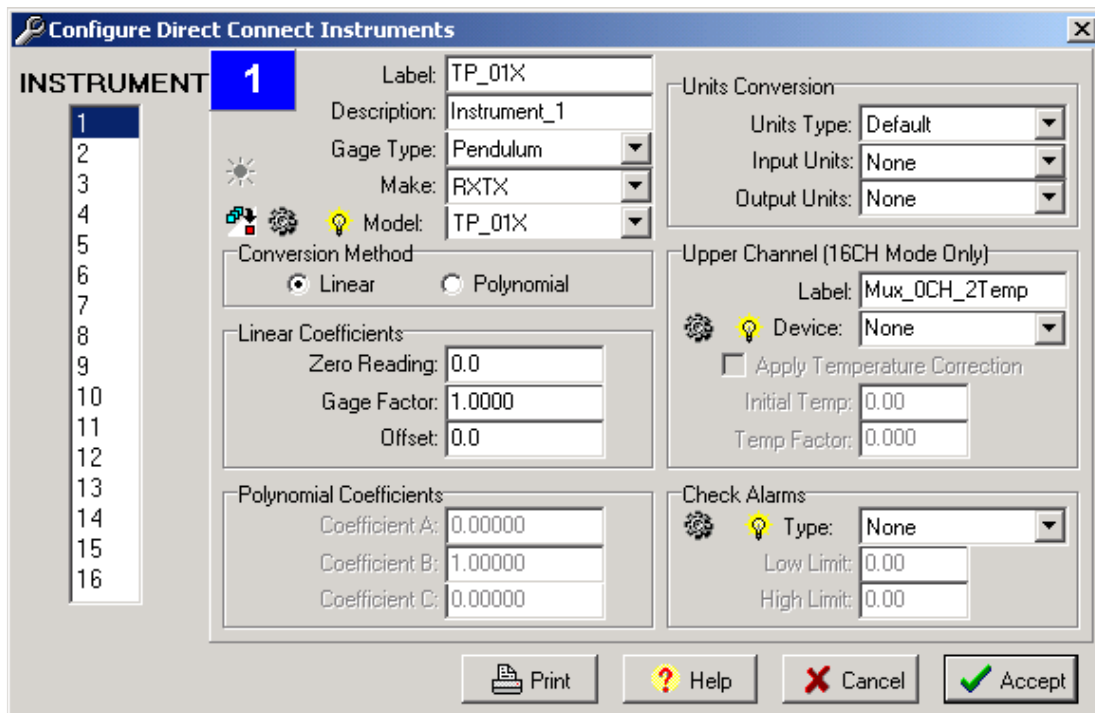 Configure Direct Connect Instruments
INSTRUMENT
1
2
3
4
5
6
7
8
9
10
11
12
13
14
15
16
1
Label: TP_01X
Description: Instrument_1
Gage Type: Pendulum
Make: RXTX
Model: TP_01X
Conversion Method
Linear Polynomial
Linear Coefficients
Zero Reading: 0.0
Gage Factor: 1.0000
Offset: 0.0
Polynomial Coefficients
Coefficient A: 0.00000
Coefficient B: 1.00000
Coefficient C: 0.00000
Units Conversion
Units Type: Default
Input Units: None
Output Units: None
Upper Channel (16CH Mode Only)
Label: Mux_0CH_2Temp
Device: None
Apply Temperature Correction
Initial Temp: 0.00
Temp Factor: 0.000
Check Alarms
Type: None
Low Limit: 0.00
High Limit: 0.00
Print ? Help Cancel Accept